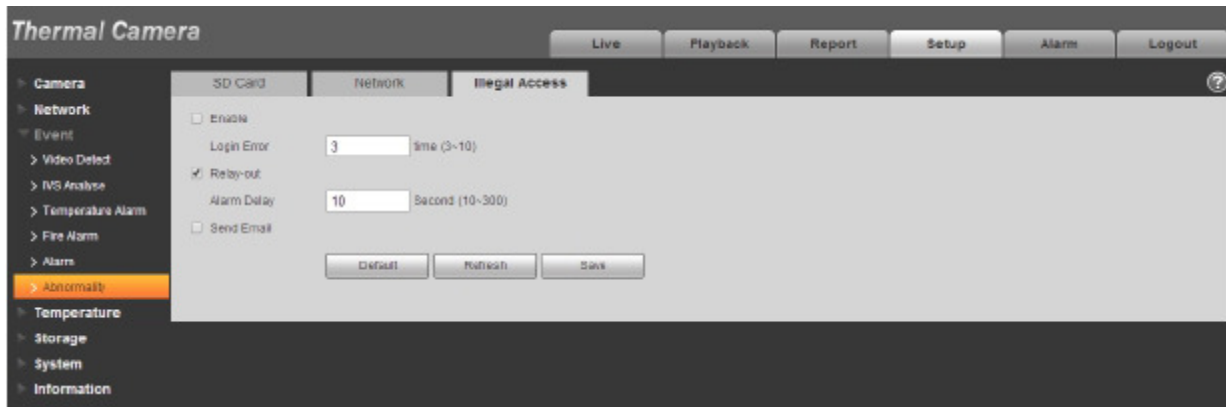 Thermal Camera
Live Playback Report Setup Alarm Logout
Camera
Network
Event
> Video Detect
> IVS Analyse
> Temperature Alarm
> Fire Alarm
> Alarm
> Abnormality
Temperature
Storage
System
Information
SD Card Network Illegal Access
?
Enable
Login Error 3 time (3~10)
Relay-out
Alarm Delay 10 Second (10~300)
Send Email
Default Refresh Save